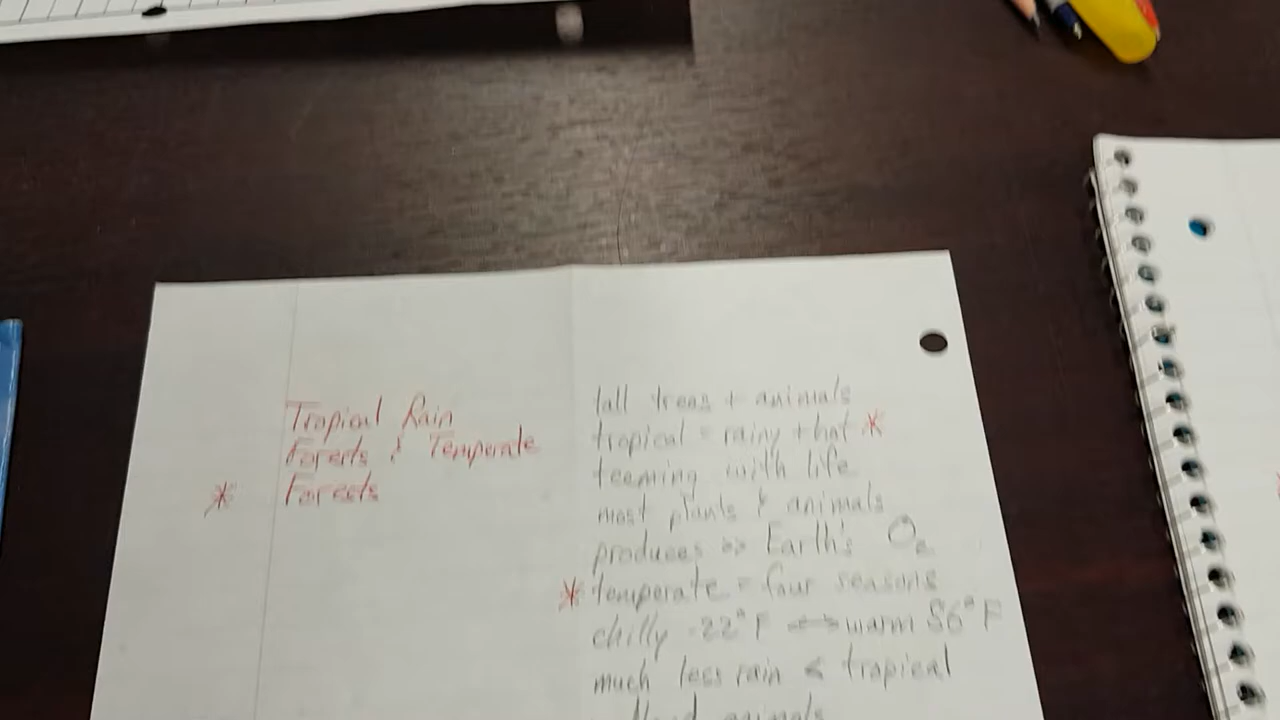 Tropical Rain
Forests & Temperate
* Forests
tall trees + animals
tropical = rainy + hot *
teeming with life
most plants & animals
produces Earth's O₂
* temperate = four seasons
chilly -22°F ⟷ warm 86°F
much less rain < tropical
animals